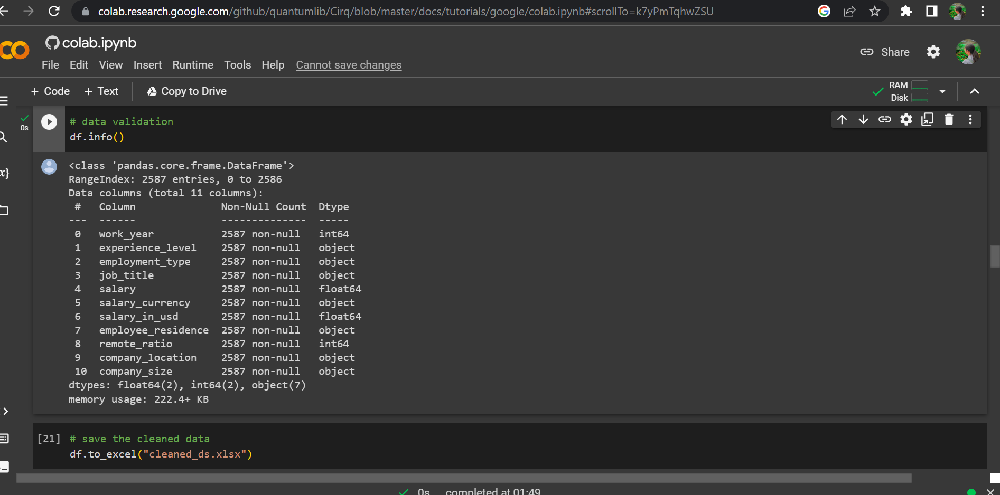 colab.research.google.com/github/quantumlib/Cirq/blob/master/docs/tutorials/google/colab.ipynb#scrollTo=k7yPmTqhwZSU
colab.ipynb
File Edit View Insert Runtime Tools Help Cannot save changes
Share
+ Code + Text Copy to Drive
RAM
Disk
0s
# data validation
df.info()
{x}
<class 'pandas.core.frame.DataFrame'>
RangeIndex: 2587 entries, 0 to 2586
Data columns (total 11 columns):
 #   Column              Non-Null Count  Dtype
---  ------              --------------  -----
 0   work_year           2587 non-null   int64
 1   experience_level    2587 non-null   object
 2   employment_type     2587 non-null   object
 3   job_title           2587 non-null   object
 4   salary              2587 non-null   float64
 5   salary_currency     2587 non-null   object
 6   salary_in_usd       2587 non-null   float64
 7   employee_residence  2587 non-null   object
 8   remote_ratio        2587 non-null   int64
 9   company_location    2587 non-null   object
 10  company_size        2587 non-null   object
dtypes: float64(2), int64(2), object(7)
memory usage: 222.4+ KB
[21] # save the cleaned data
df.to_excel("cleaned_ds.xlsx")
0s completed at 01:49